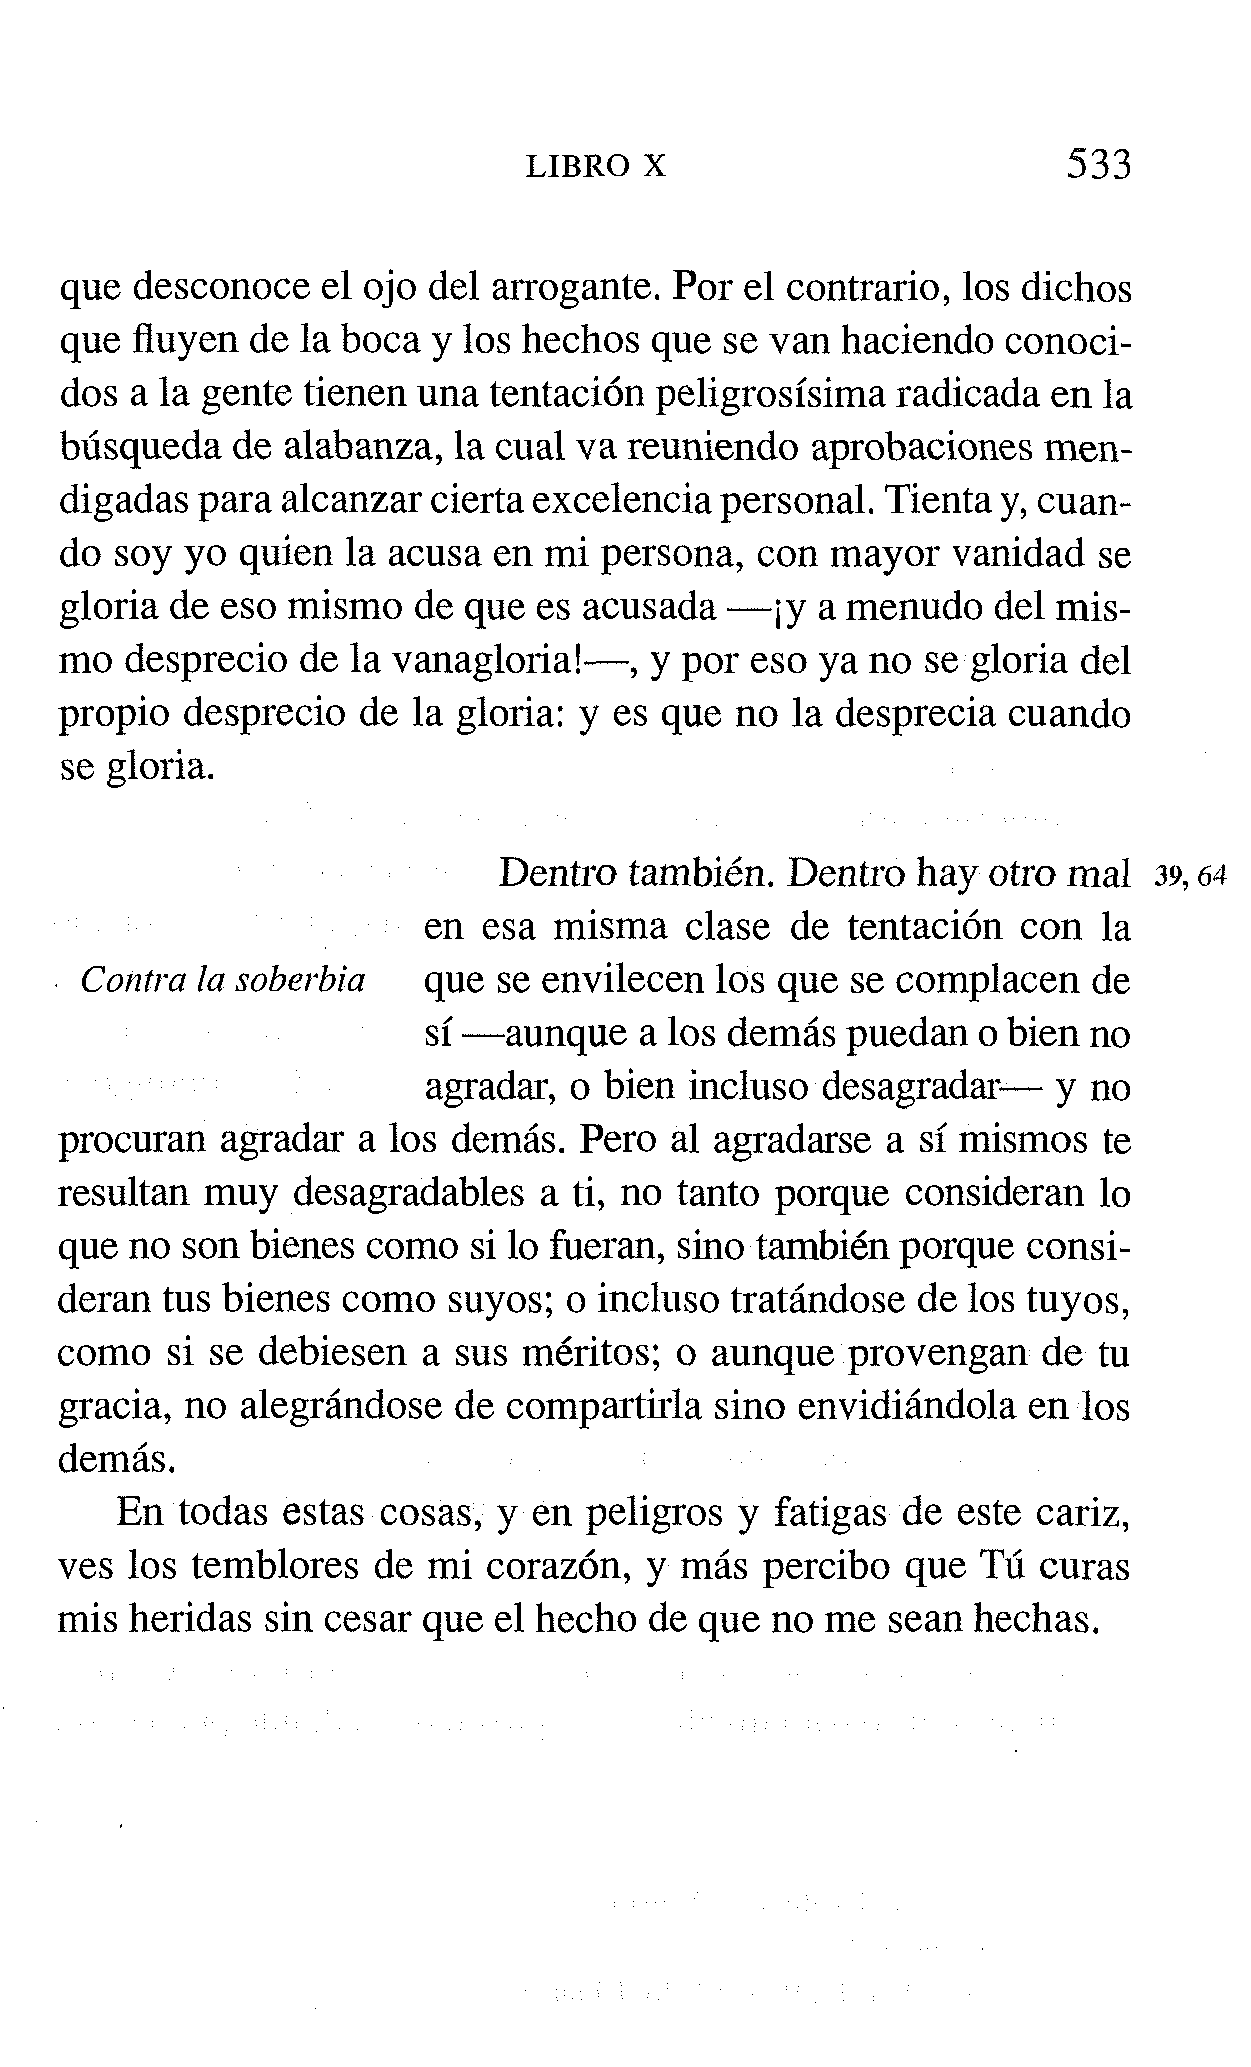 LIBRO X 533
que desconoce el ojo del arrogante. Por el contrario, los dichos
que fluyen de la boca y los hechos que se van haciendo conoci-
dos a la gente tienen una tentación peligrosísima radicada en la
búsqueda de alabanza, la cual va reuniendo aprobaciones men-
digadas para alcanzar cierta excelencia personal. Tienta y, cuan-
do soy yo quien la acusa en mi persona, con mayor vanidad se
gloria de eso mismo de que es acusada —¡y a menudo del mis-
mo desprecio de la vanagloria!—, y por eso ya no se gloria del
propio desprecio de la gloria: y es que no la desprecia cuando
se gloria.
Dentro también. Dentro hay otro mal 39, 64
en esa misma clase de tentación con la
Contra la soberbia que se envilecen los que se complacen de
sí —aunque a los demás puedan o bien no
agradar, o bien incluso desagradar— y no
procuran agradar a los demás. Pero al agradarse a sí mismos te
resultan muy desagradables a ti, no tanto porque consideran lo
que no son bienes como si lo fueran, sino también porque consi-
deran tus bienes como suyos; o incluso tratándose de los tuyos,
como si se debiesen a sus méritos; o aunque provengan de tu
gracia, no alegrándose de compartirla sino envidiándola en los
demás.
En todas estas cosas, y en peligros y fatigas de este cariz,
ves los temblores de mi corazón, y más percibo que Tú curas
mis heridas sin cesar que el hecho de que no me sean hechas.